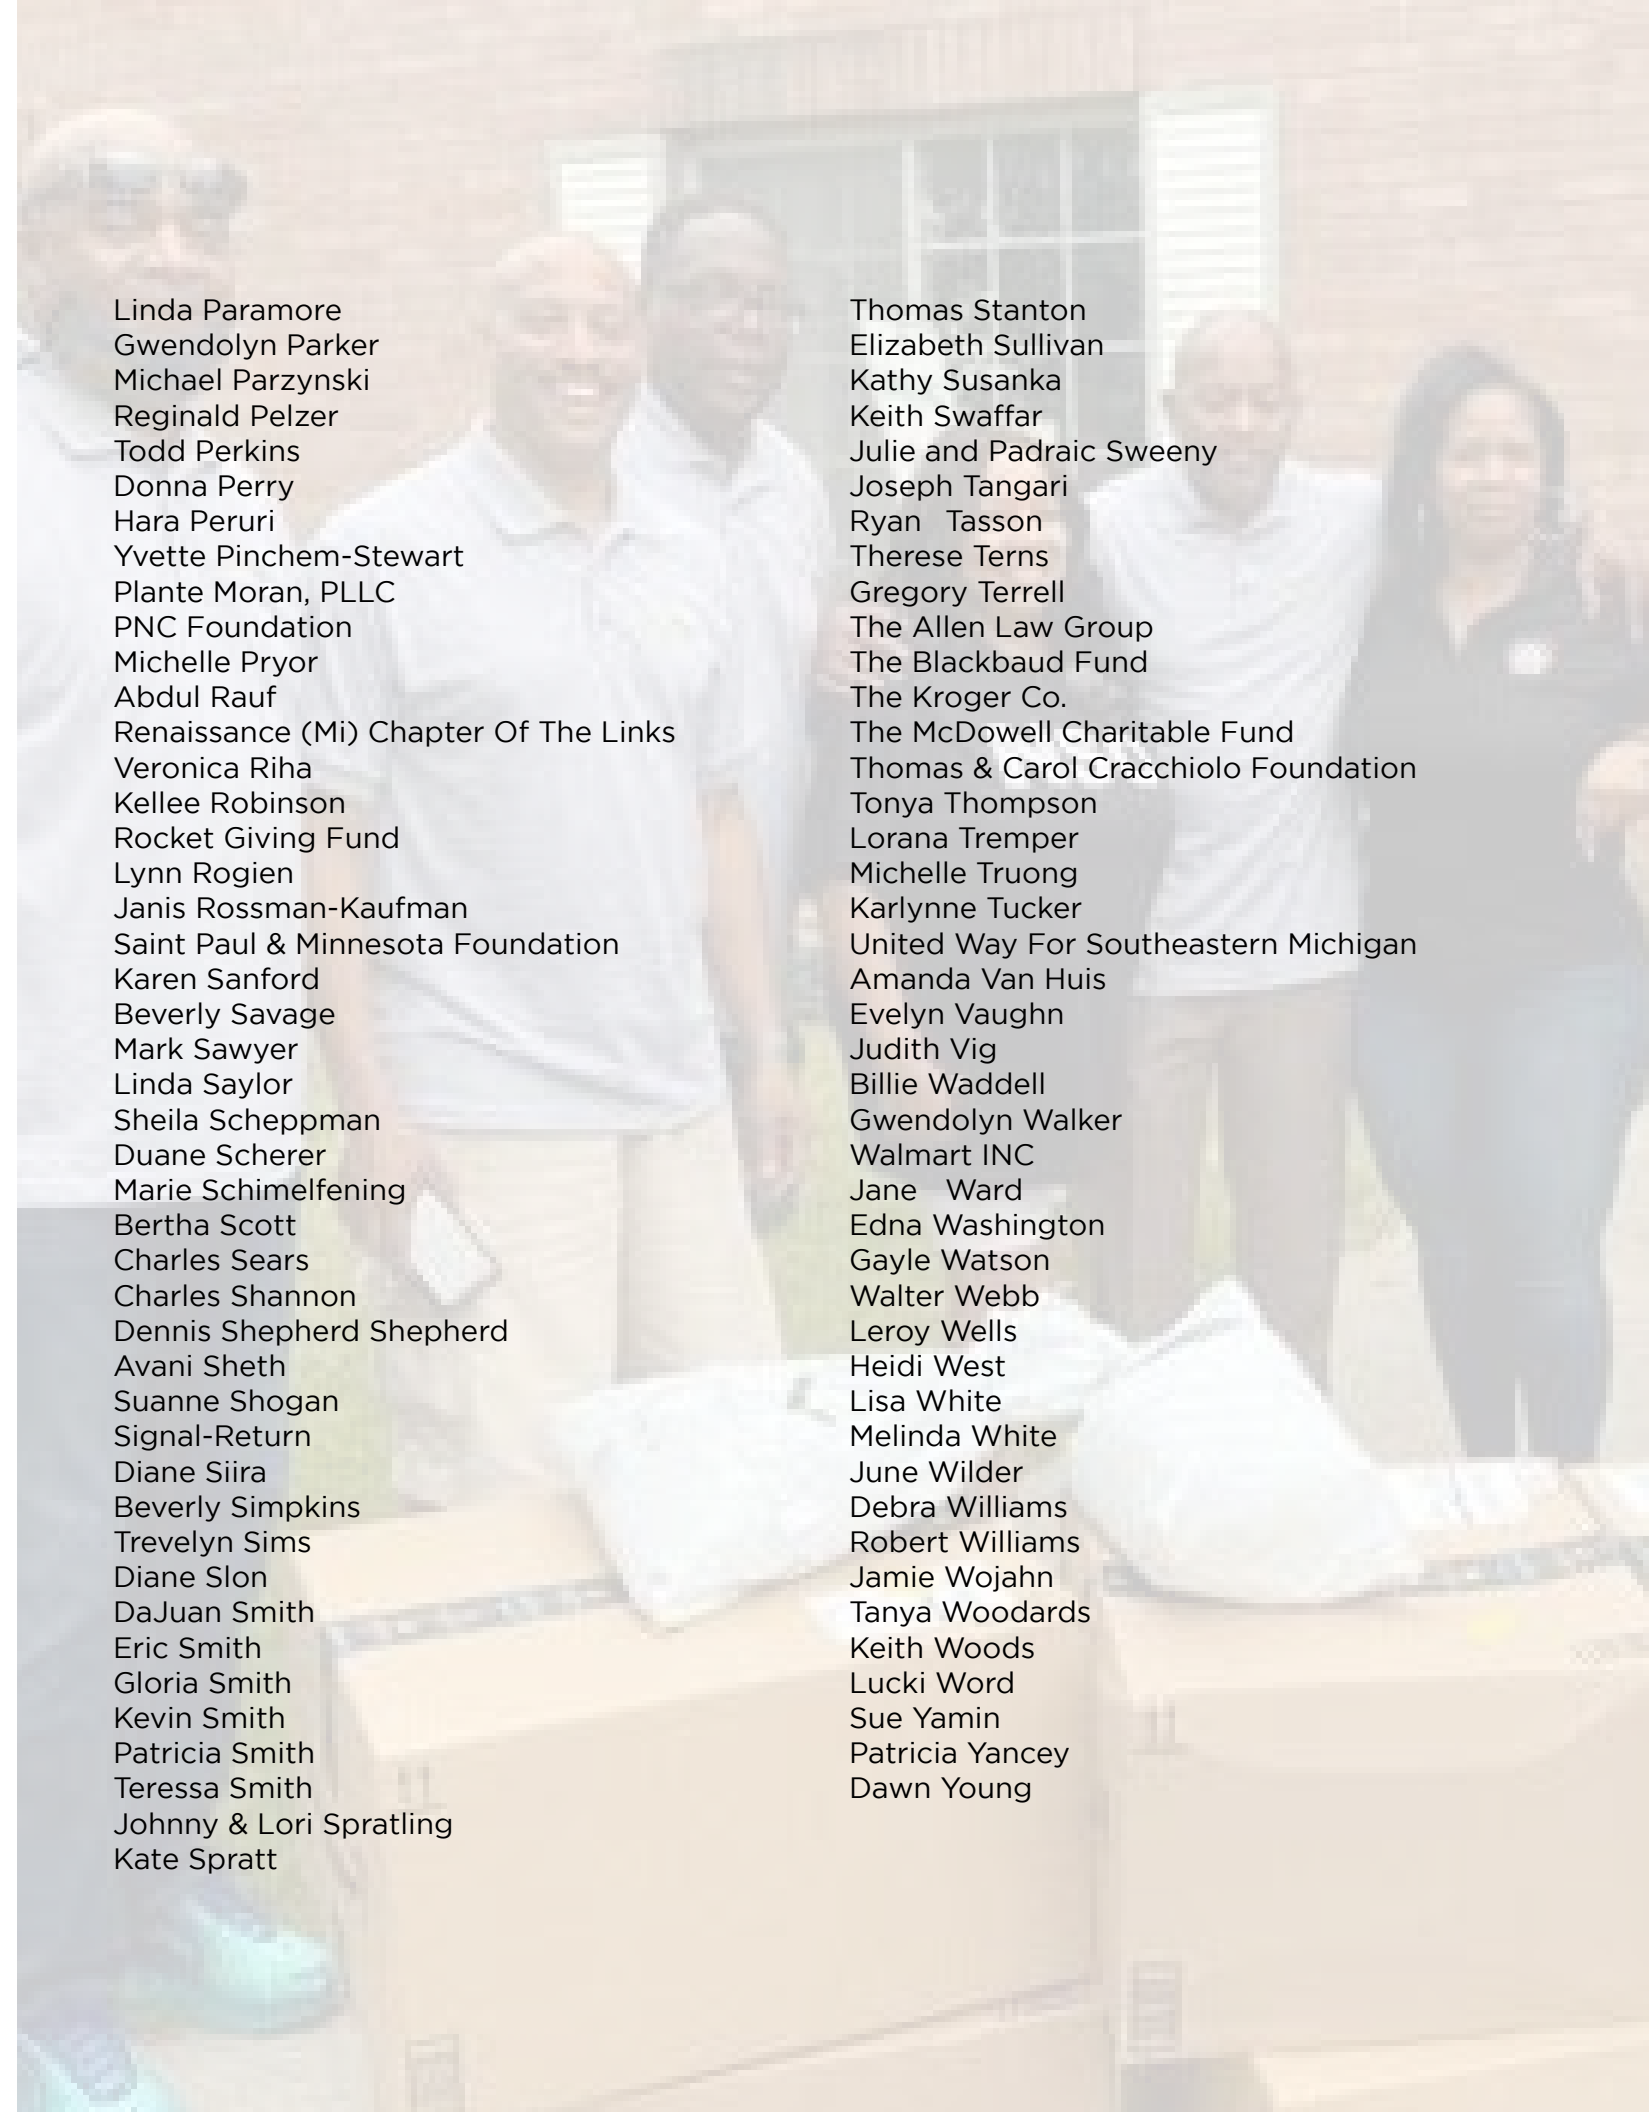 Linda Paramore
Gwendolyn Parker
Michael Parzynski
Reginald Pelzer
Todd Perkins
Donna Perry
Hara Peruri
Yvette Pinchem-Stewart
Plante Moran, PLLC
PNC Foundation
Michelle Pryor
Abdul Rauf
Renaissance (Mi) Chapter Of The Links
Veronica Riha
Kellee Robinson
Rocket Giving Fund
Lynn Rogien
Janis Rossman-Kaufman
Saint Paul & Minnesota Foundation
Karen Sanford
Beverly Savage
Mark Sawyer
Linda Saylor
Sheila Scheppman
Duane Scherer
Marie Schimelfening
Bertha Scott
Charles Sears
Charles Shannon
Dennis Shepherd Shepherd
Avani Sheth
Suanne Shogan
Signal-Return
Diane Siira
Beverly Simpkins
Trevelyn Sims
Diane Slon
DaJuan Smith
Eric Smith
Gloria Smith
Kevin Smith
Patricia Smith
Teressa Smith
Johnny & Lori Spratling
Kate Spratt
Thomas Stanton
Elizabeth Sullivan
Kathy Susanka
Keith Swaffar
Julie and Padraic Sweeny
Joseph Tangari
Ryan   Tasson
Therese Terns
Gregory Terrell
The Allen Law Group
The Blackbaud Fund
The Kroger Co.
The McDowell Charitable Fund
Thomas & Carol Cracchiolo Foundation
Tonya Thompson
Lorana Tremper
Michelle Truong
Karlynne Tucker
United Way For Southeastern Michigan
Amanda Van Huis
Evelyn Vaughn
Judith Vig
Billie Waddell
Gwendolyn Walker
Walmart INC
Jane   Ward
Edna Washington
Gayle Watson
Walter Webb
Leroy Wells
Heidi West
Lisa White
Melinda White
June Wilder
Debra Williams
Robert Williams
Jamie Wojahn
Tanya Woodards
Keith Woods
Lucki Word
Sue Yamin
Patricia Yancey
Dawn Young